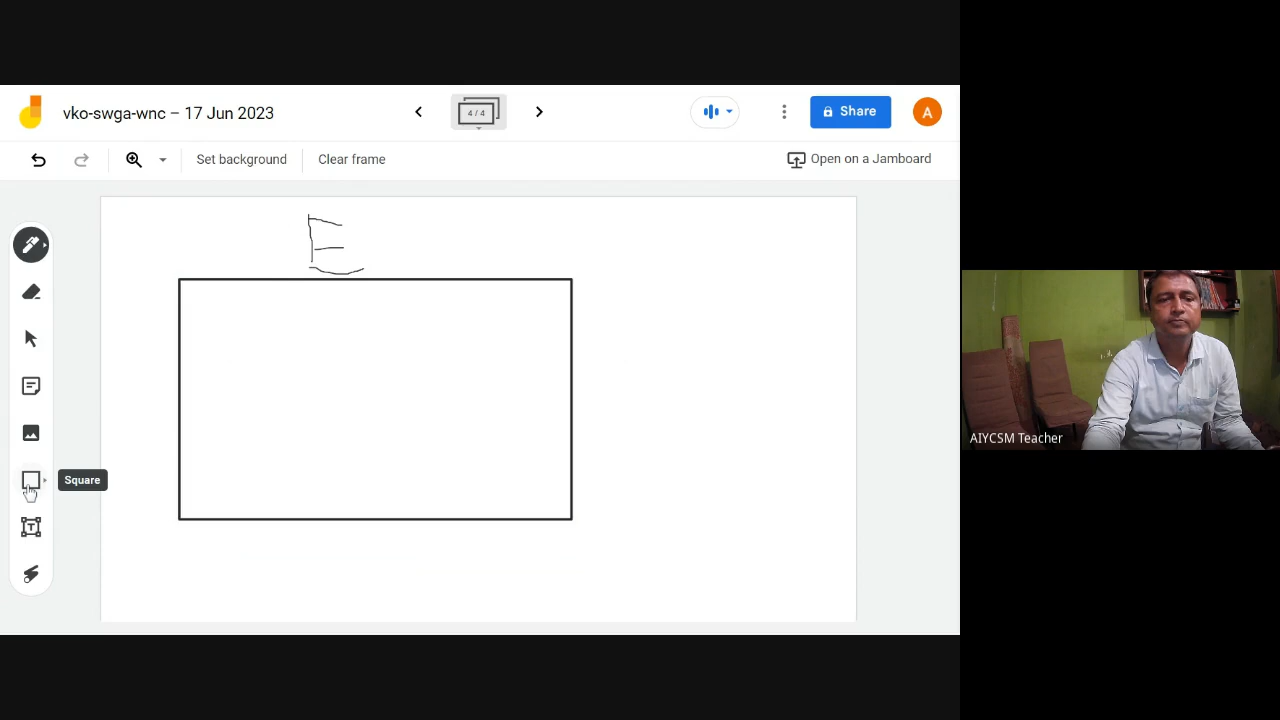 vko-swga-wnc – 17 Jun 2023
4 / 4
Share
A
Set background
Clear frame
Open on a Jamboard
E
Square
T
AIYCSM Teacher